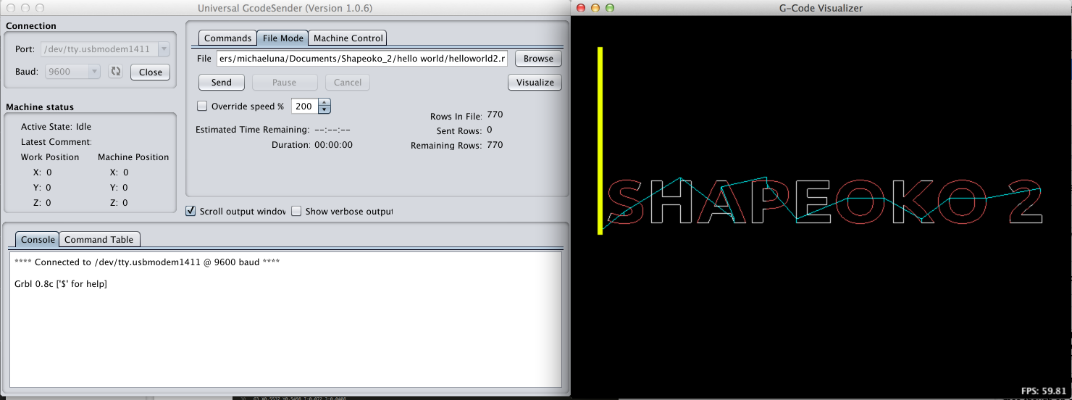 Universal GcodeSender (Version 1.0.6)
Connection
Port: /dev/tty.usbmodem1411
Baud: 9600 Close
Machine status
Active State: Idle
Latest Comment:
Work Position Machine Position
X: 0 X: 0
Y: 0 Y: 0
Z: 0 Z: 0
Commands File Mode Machine Control
File ers/michaeluna/Documents/Shapeoko_2/hello world/helloworld2.r Browse
Send Pause Cancel Visualize
Override speed % 200
Rows In File: 770
Estimated Time Remaining: --:--:--
Sent Rows: 0
Duration: 00:00:00
Remaining Rows: 770
Scroll output window Show verbose output
Console Command Table
**** Connected to /dev/tty.usbmodem1411 @ 9600 baud ****
Grbl 0.8c ['$' for help]
G-Code Visualizer
SHAPEOKO 2
FPS: 59.81